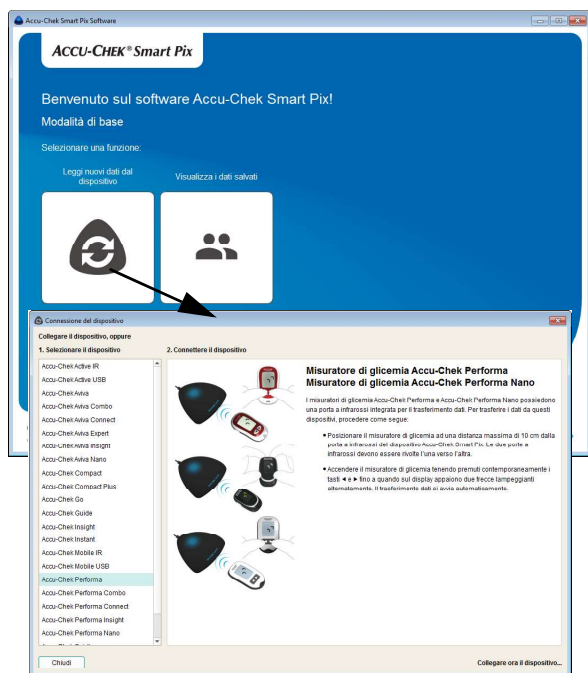 Accu-Chek Smart Pix Software
ACCU-CHEK® Smart Pix
Benvenuto sul software Accu-Chek Smart Pix!
Modalità di base
Selezionare una funzione:
Leggi nuovi dati dal
dispositivo
Visualizza i dati salvati
Connessione del dispositivo
Collegare il dispositivo, oppure
1. Selezionare il dispositivo
2. Connettere il dispositivo
Accu-Chek Active IR
Accu-Chek Active USB
Accu-Chek Aviva
Accu-Chek Aviva Combo
Accu-Chek Aviva Connect
Accu-Chek Aviva Expert
Accu-Chek Aviva Insight
Accu-Chek Aviva Nano
Accu-Chek Compact
Accu-Chek Compact Plus
Accu-Chek Go
Accu-Chek Guide
Accu-Chek Insight
Accu-Chek Instant
Accu-Chek Mobile IR
Accu-Chek Mobile USB
Accu-Chek Performa
Accu-Chek Performa Combo
Accu-Chek Performa Connect
Accu-Chek Performa Insight
Accu-Chek Performa Nano
Misuratore di glicemia Accu-Chek Performa
Misuratore di glicemia Accu-Chek Performa Nano
I misuratori di glicemia Accu-Chek Performa e Accu-Chek Performa Nano possiedono
una porta a infrarossi integrata per il trasferimento dati. Per trasferire i dati da questi
dispositivi, procedere come segue:
• Posizionare il misuratore di glicemia ad una distanza massima di 10 cm dalla
porta a infrarossi del dispositivo Accu-Chek Smart Pix. Le due porte a
infrarossi devono essere rivolte l'una verso l'altra.
• Accendere il misuratore di glicemia tenendo premuti contemporaneamente i
tasti ◄ e ► fino a quando sul display appaiono due frecce lampeggianti
alternatamente. Il trasferimento dati si avvia automaticamente.
Chiudi
Collegare ora il dispositivo...